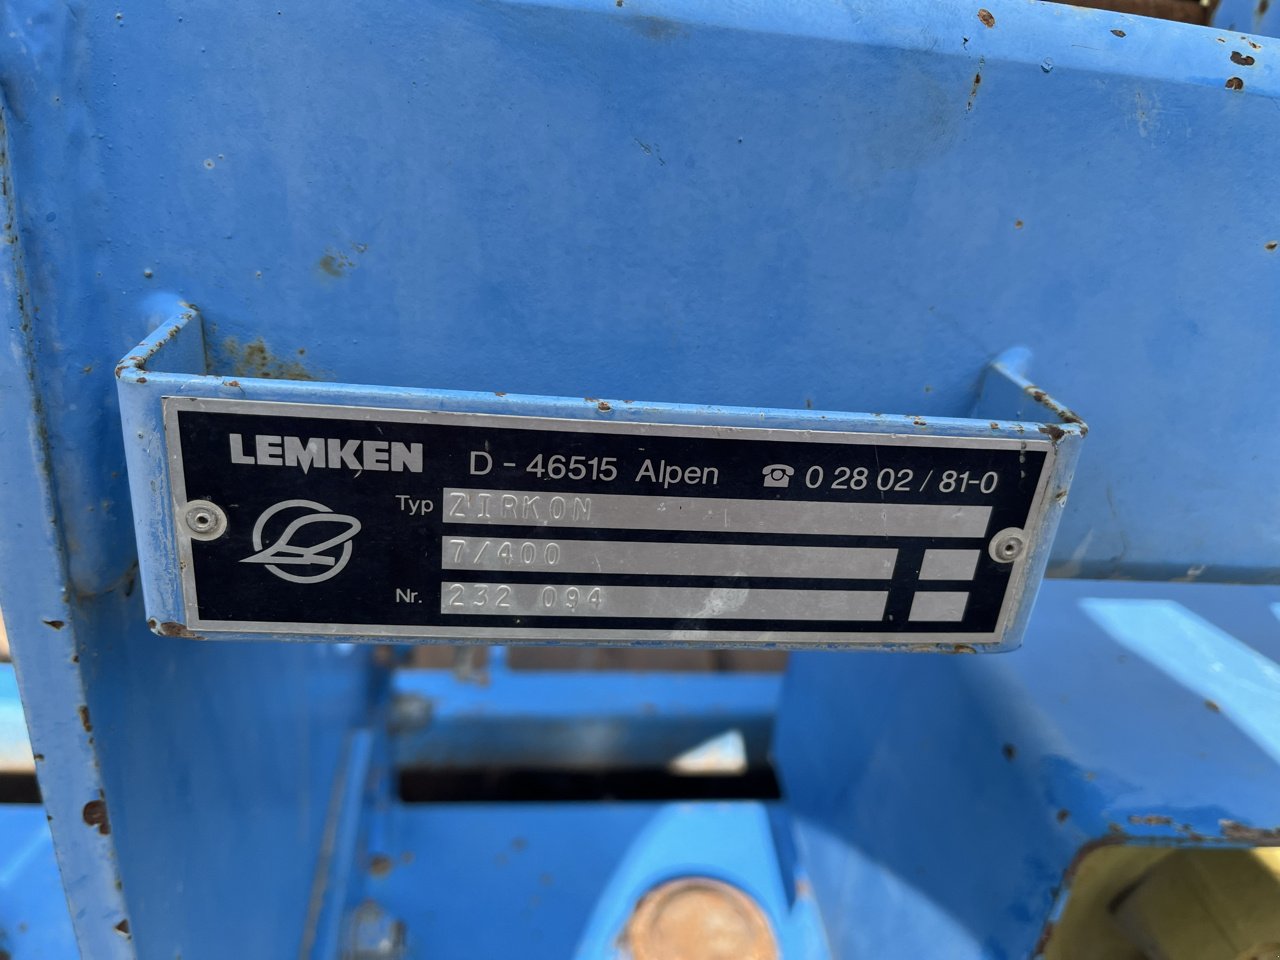 LEMKEN D - 46515 Alpen ☎ 0 28 02 / 81-0
Typ ZIRKON
7/400
Nr. 232 094